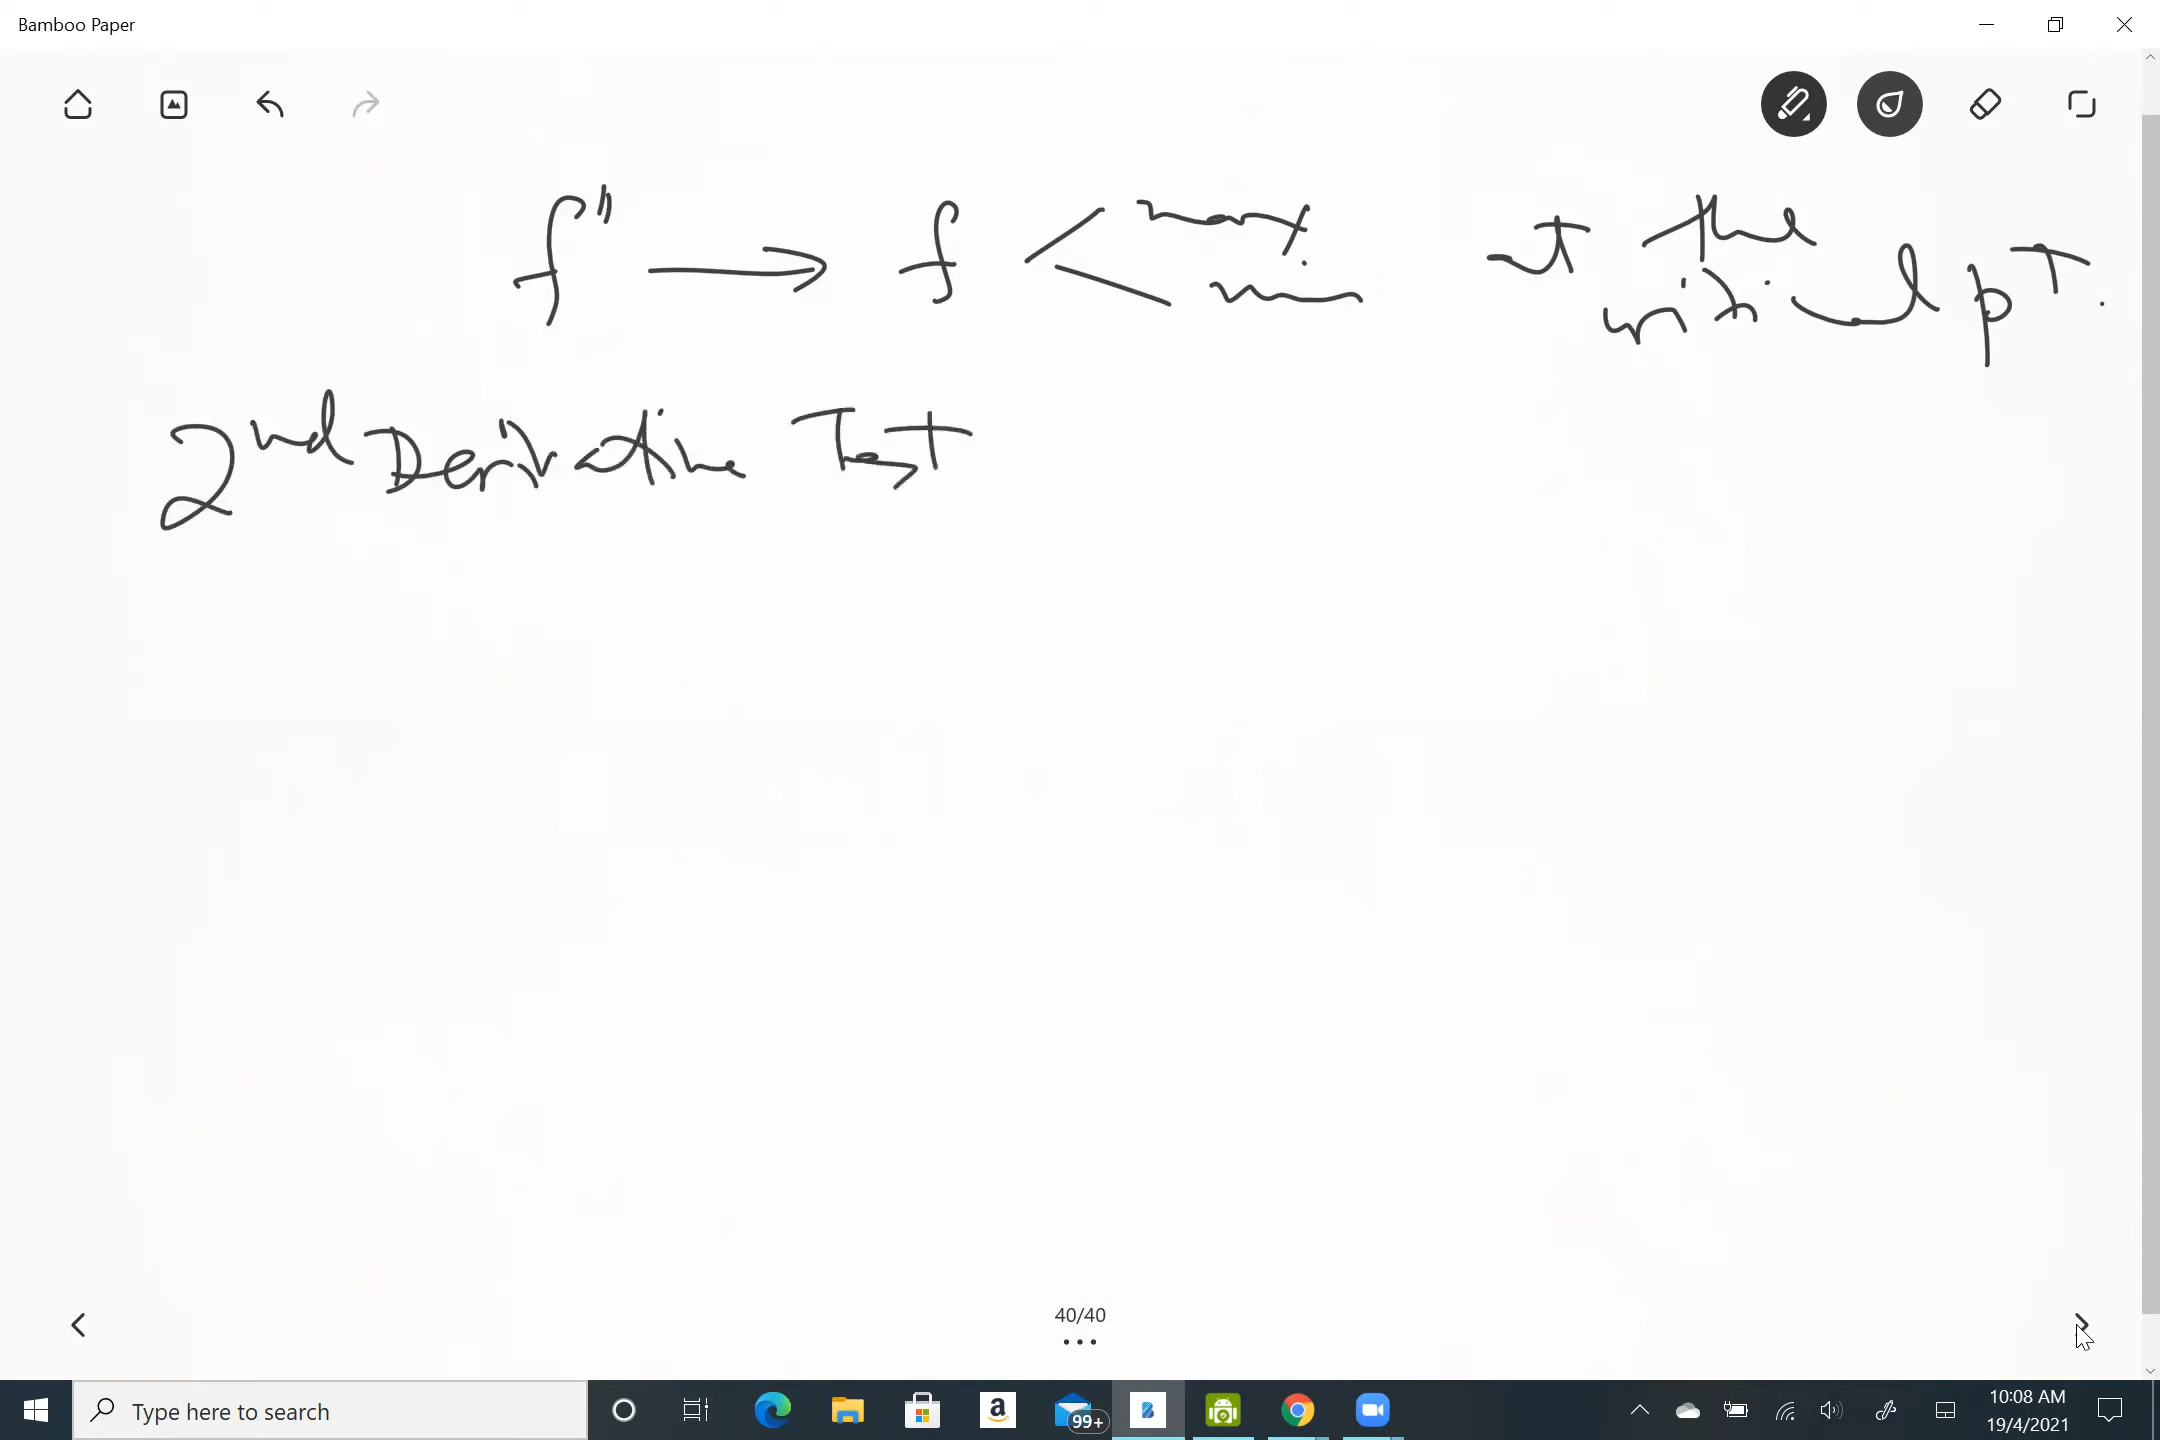 Bamboo Paper
f'' → f < max. at the
min critical pt.
2nd Derivative Test
40/40
Type here to search
99+
10:08 AM
19/4/2021